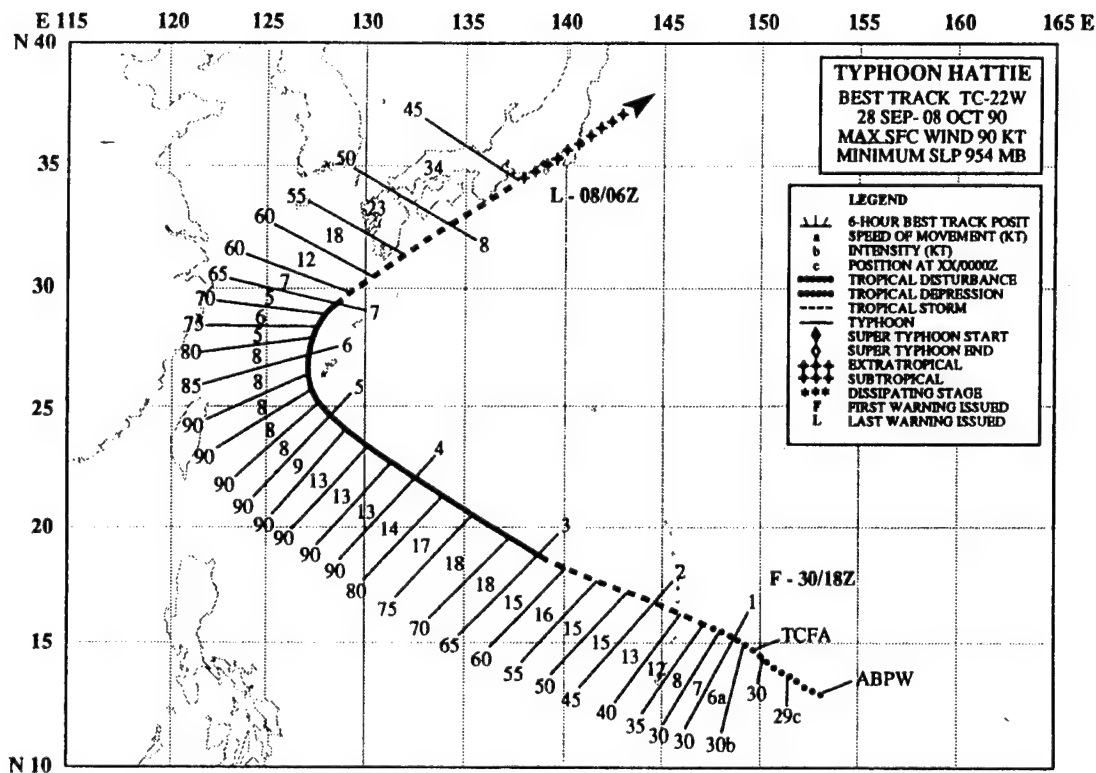 E 115 120 125 130 135 140 145 150 155 160 165 E
N 40
TYPHOON HATTIE
BEST TRACK TC-22W
28 SEP- 08 OCT 90
MAX SFC WIND 90 KT
MINIMUM SLP 954 MB
45
35
50
34
L - 08/06Z
LEGEND
6-HOUR BEST TRACK POSIT
a SPEED OF MOVEMENT (KT)
b INTENSITY (KT)
c POSITION AT XX/0000Z
TROPICAL DISTURBANCE
TROPICAL DEPRESSION
TROPICAL STORM
TYPHOON
SUPER TYPHOON START
SUPER TYPHOON END
EXTRATROPICAL
SUBTROPICAL
DISSIPATING STAGE
F FIRST WARNING ISSUED
L LAST WARNING ISSUED
55
23
60
18
8
60
12
65
7
30
70
5
7
75
6
80
5
6
8
85
8
5
90
8
25
90
8
90
8
4
90
9
90
13
90
13
90
13
90
14
3
20
80
17
75
18
70
18
2
F - 30/18Z
65
15
60
16
1
15
55
15
TCFA
50
15
45
13
ABPW
40
12
35
8
30
7
30
6a
30b
30
29c
N 10